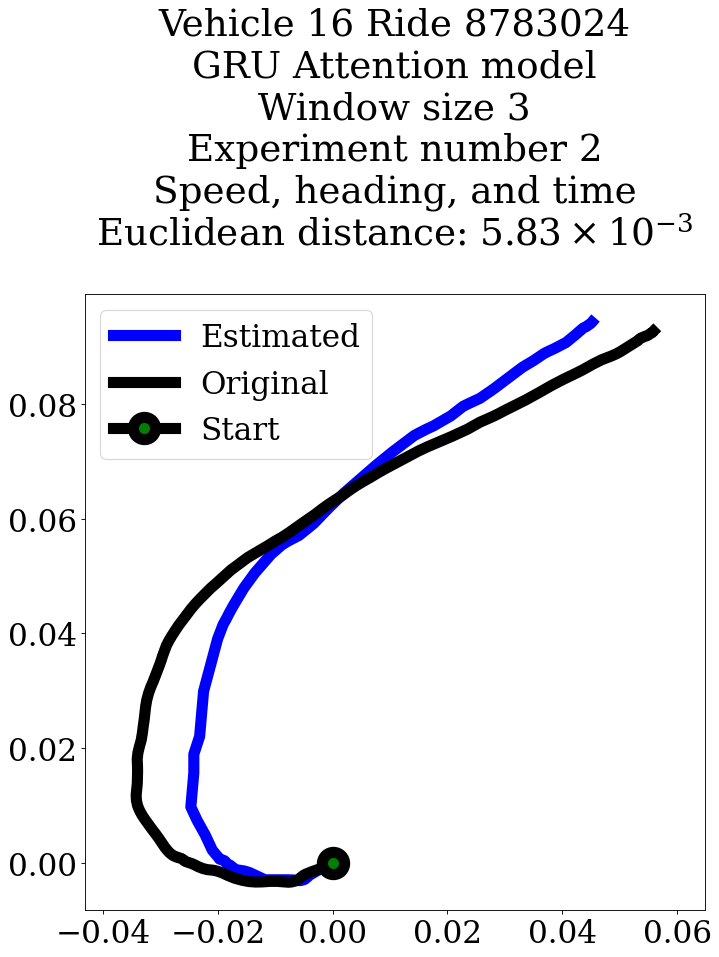 Vehicle 16 Ride 8783024
GRU Attention model
Window size 3
Experiment number 2
Speed, heading, and time
Euclidean distance: 5.83 × 10⁻³
Estimated
Original
Start
0.08
0.06
0.04
0.02
0.00
−0.04 −0.02 0.00 0.02 0.04 0.06